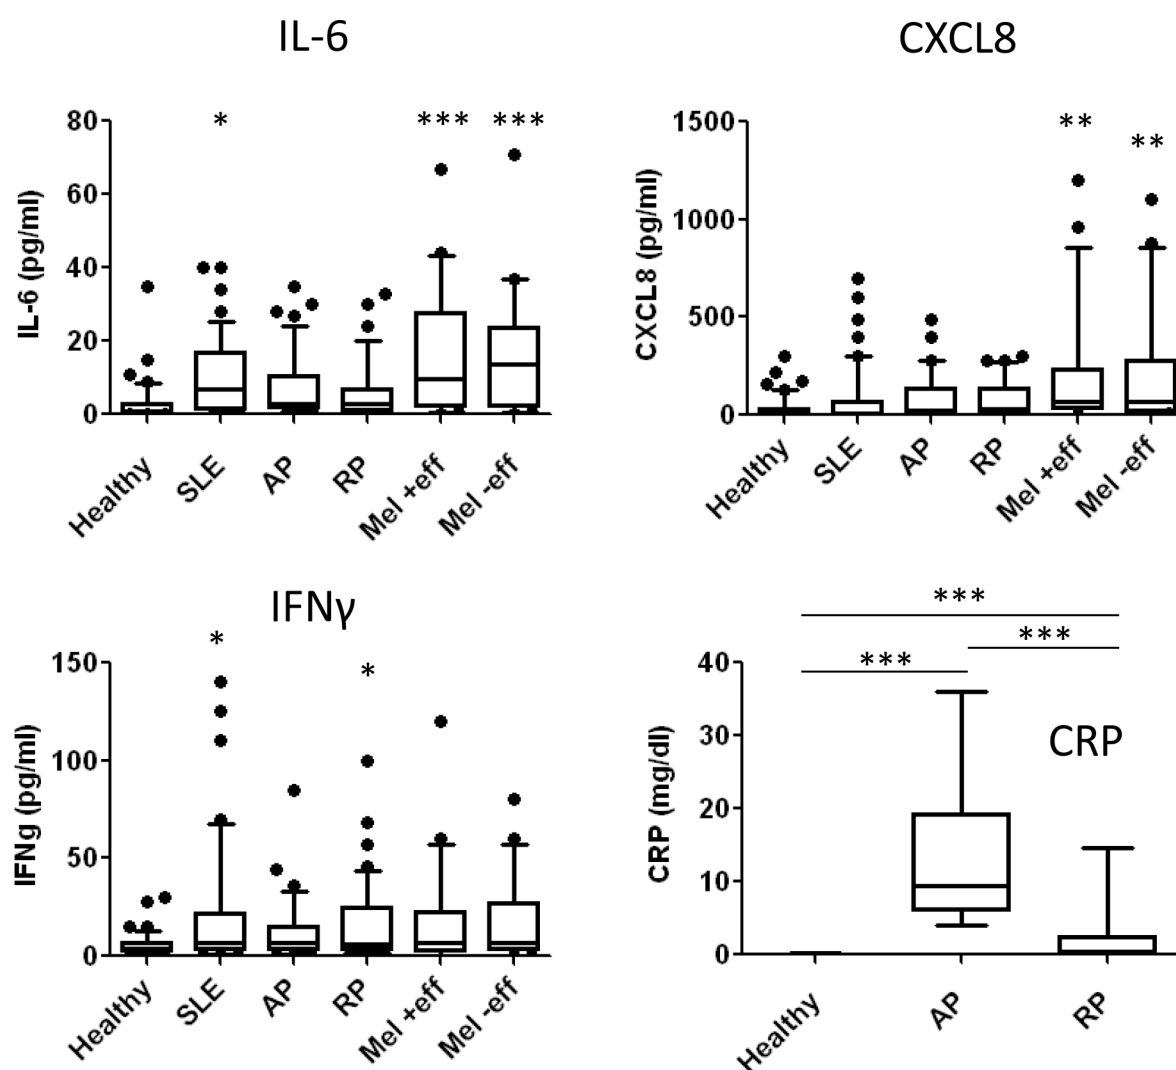 IL-6
IL-6 (pg/ml)
80
60
40
20
0
*
***
***
Healthy
SLE
AP
RP
Mel +eff
Mel -eff
CXCL8
CXCL8 (pg/ml)
1500
1000
500
0
**
**
Healthy
SLE
AP
RP
Mel +eff
Mel -eff
IFNγ
IFNg (pg/ml)
150
100
50
0
*
*
Healthy
SLE
AP
RP
Mel +eff
Mel -eff
***
***
***
CRP
CRP (mg/dl)
40
30
20
10
0
Healthy
AP
RP